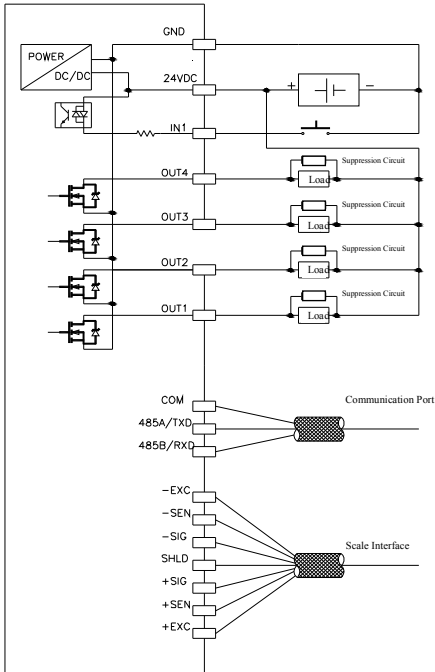 GND
POWER
DC/DC
24VDC
+
−
IN1
OUT4
Suppression Circuit
Load
OUT3
Suppression Circuit
Load
OUT2
Suppression Circuit
Load
OUT1
Suppression Circuit
Load
COM
Communication Port
485A/TXD
485B/RXD
−EXC
−SEN
−SIG
Scale Interface
SHLD
+SIG
+SEN
+EXC